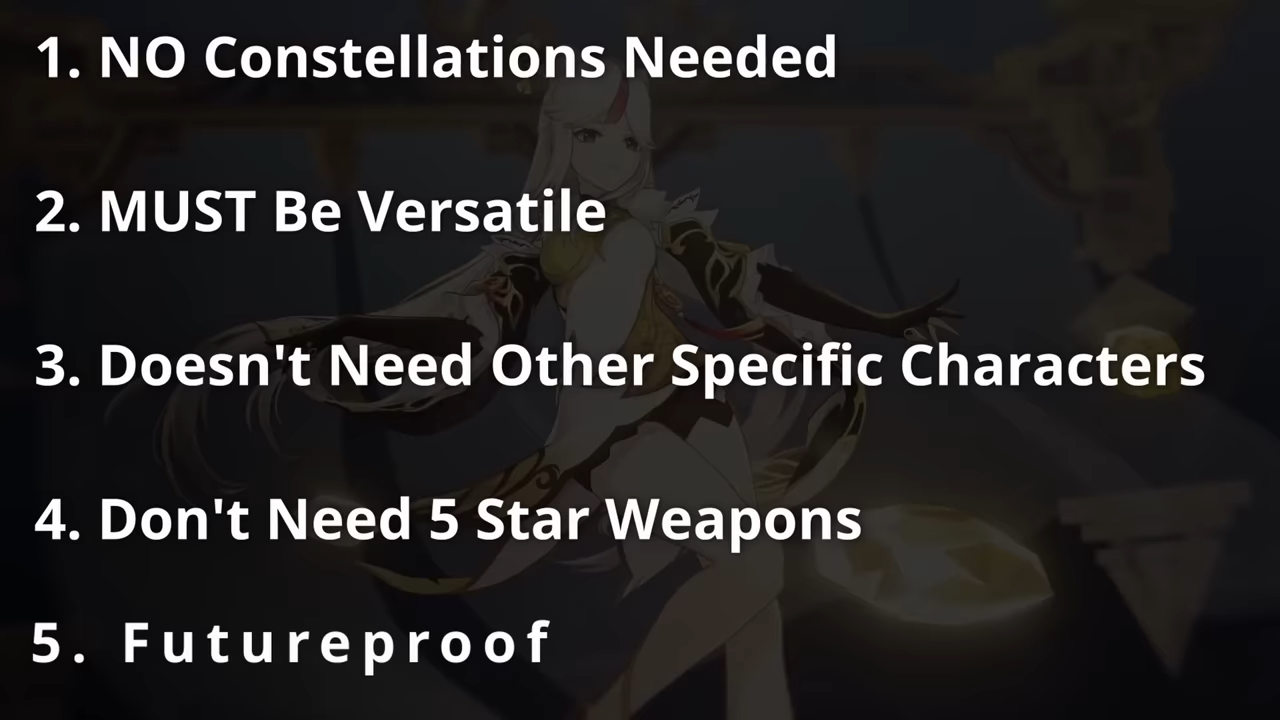 1. NO Constellations Needed
2. MUST Be Versatile
3. Doesn't Need Other Specific Characters
4. Don't Need 5 Star Weapons
5. Futureproof